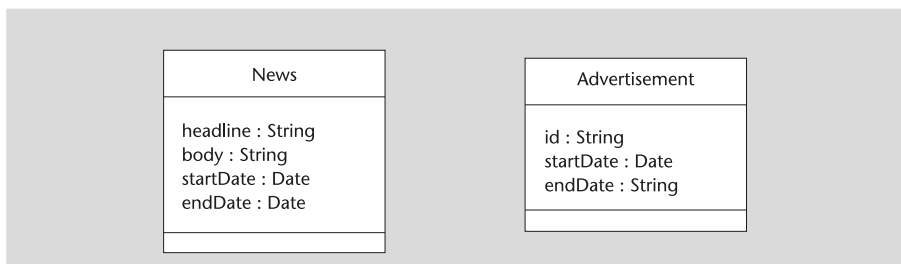 News
headline : String
body : String
startDate : Date
endDate : Date
Advertisement
id : String
startDate : Date
endDate : String